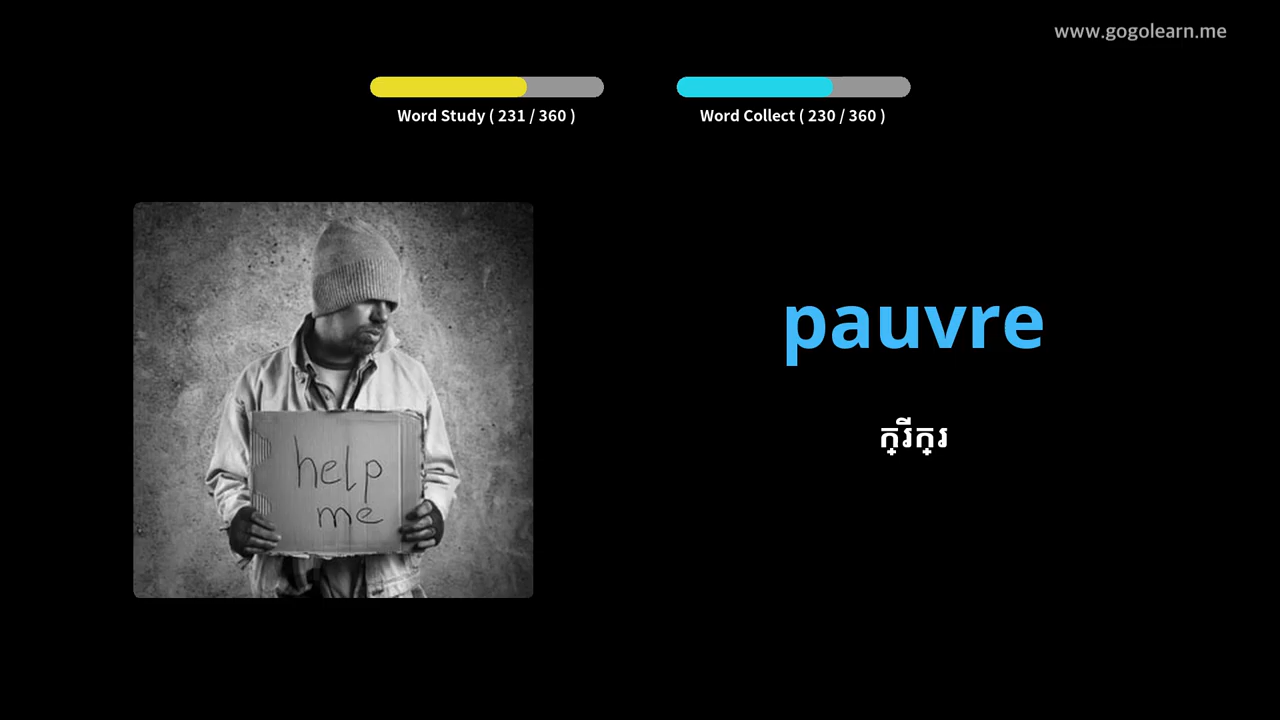 www.gogolearn.me
Word Study ( 231 / 360 )
Word Collect ( 230 / 360 )
help
me
pauvre
ក្រីក្រ